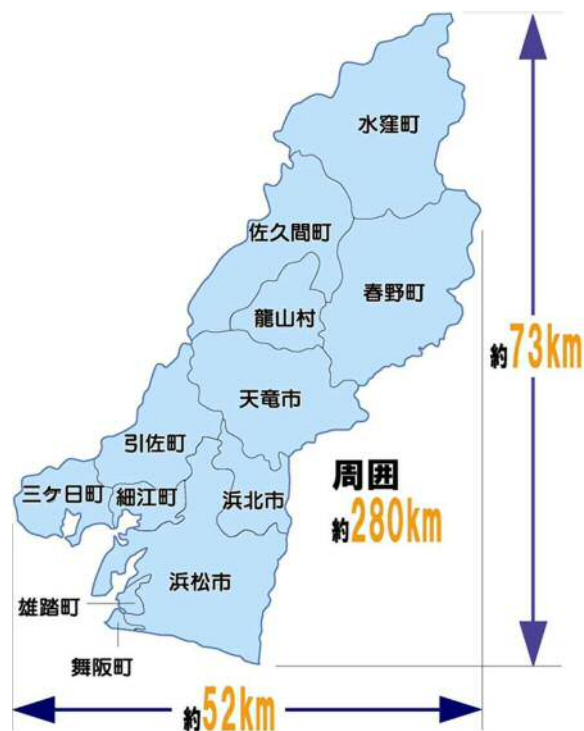 水窪町
佐久間町
春野町
龍山村
約73km
天竜市
引佐町
周囲
三ケ日町
細江町
浜北市
約280km
浜松市
雄踏町
舞阪町
約52km